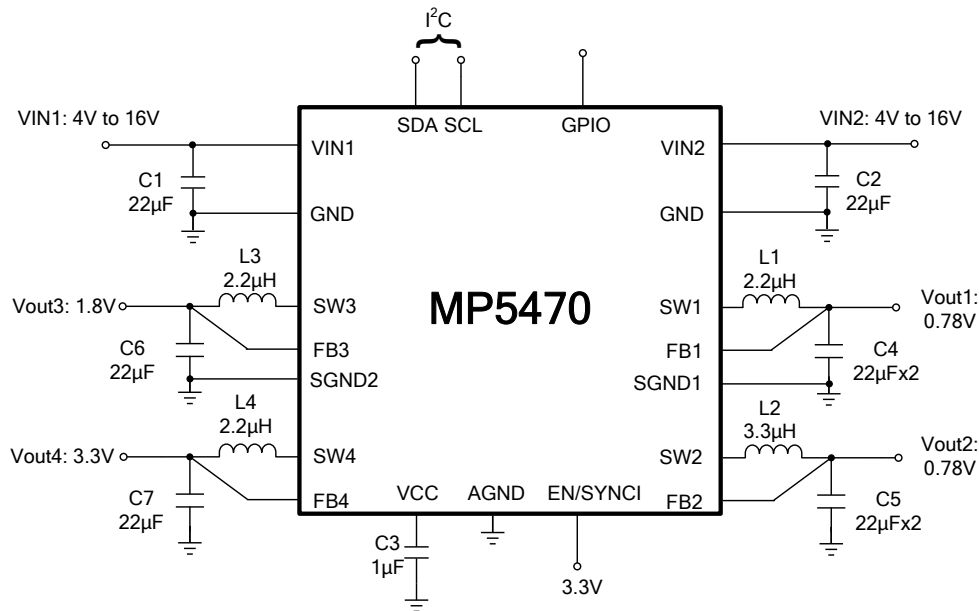 I²C
VIN1: 4V to 16V
VIN2: 4V to 16V
SDA SCL
GPIO
VIN1
VIN2
C1
22µF
C2
22µF
GND
GND
L3
2.2µH
L1
2.2µH
MP5470
Vout3: 1.8V
SW3
SW1
Vout1:
0.78V
C6
22µF
FB3
FB1
C4
22µFx2
SGND2
SGND1
L4
2.2µH
L2
3.3µH
Vout4: 3.3V
SW4
SW2
Vout2:
0.78V
C7
22µF
FB4
VCC
AGND
EN/SYNCI
FB2
C5
22µFx2
C3
1µF
3.3V